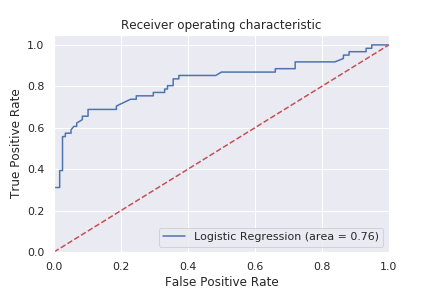 Receiver operating characteristic
1.0
0.8
0.6
0.4
0.2
0.0
True Positive Rate
0.0 0.2 0.4 0.6 0.8 1.0
False Positive Rate
Logistic Regression (area = 0.76)